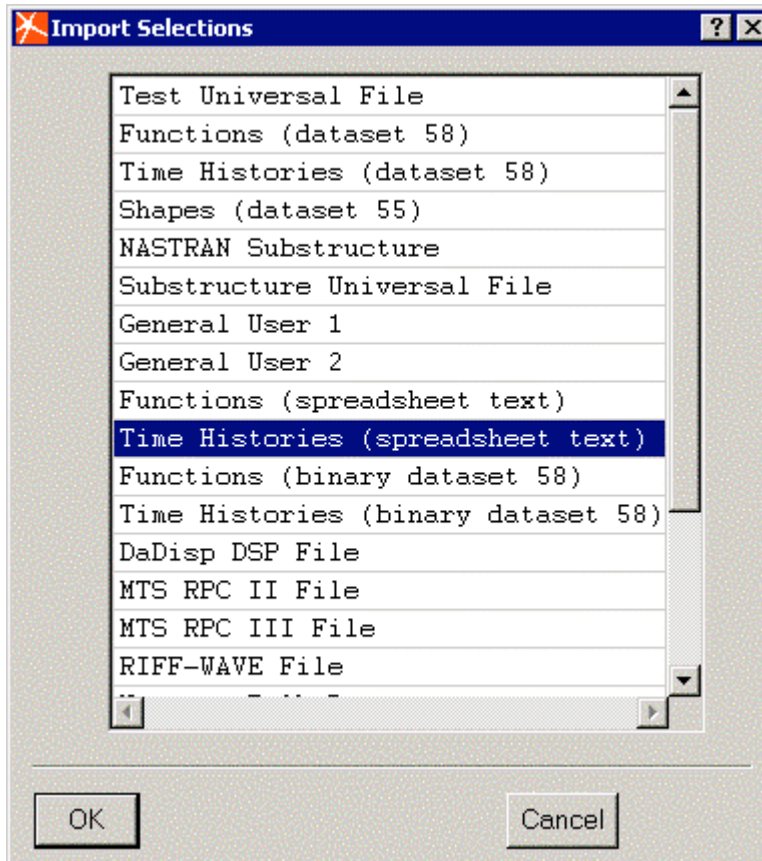 Import Selections
Test Universal File
Functions (dataset 58)
Time Histories (dataset 58)
Shapes (dataset 55)
NASTRAN Substructure
Substructure Universal File
General User 1
General User 2
Functions (spreadsheet text)
Time Histories (spreadsheet text)
Functions (binary dataset 58)
Time Histories (binary dataset 58)
DaDisp DSP File
MTS RPC II File
MTS RPC III File
RIFF-WAVE File
OK Cancel